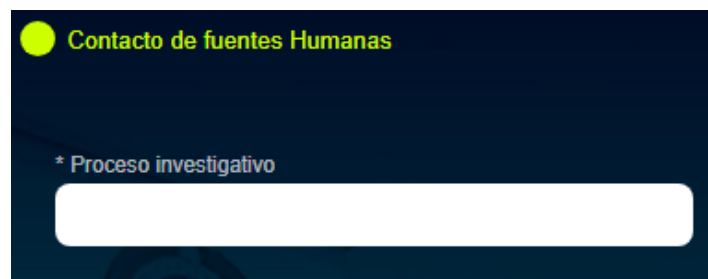 Contacto de fuentes Humanas
* Proceso investigativo